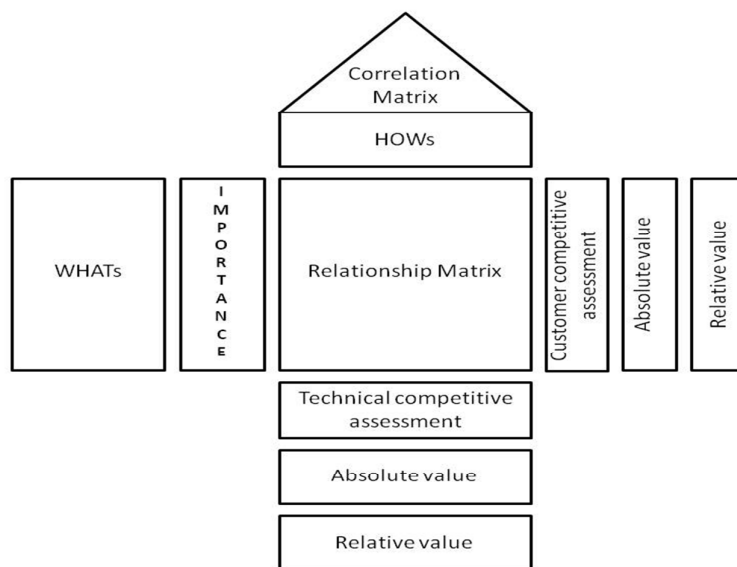 Correlation
Matrix
HOWs
WHATs
IMPORTANCE
Relationship Matrix
Customer competitive
assessment
Absolute value
Relative value
Technical competitive
assessment
Absolute value
Relative value